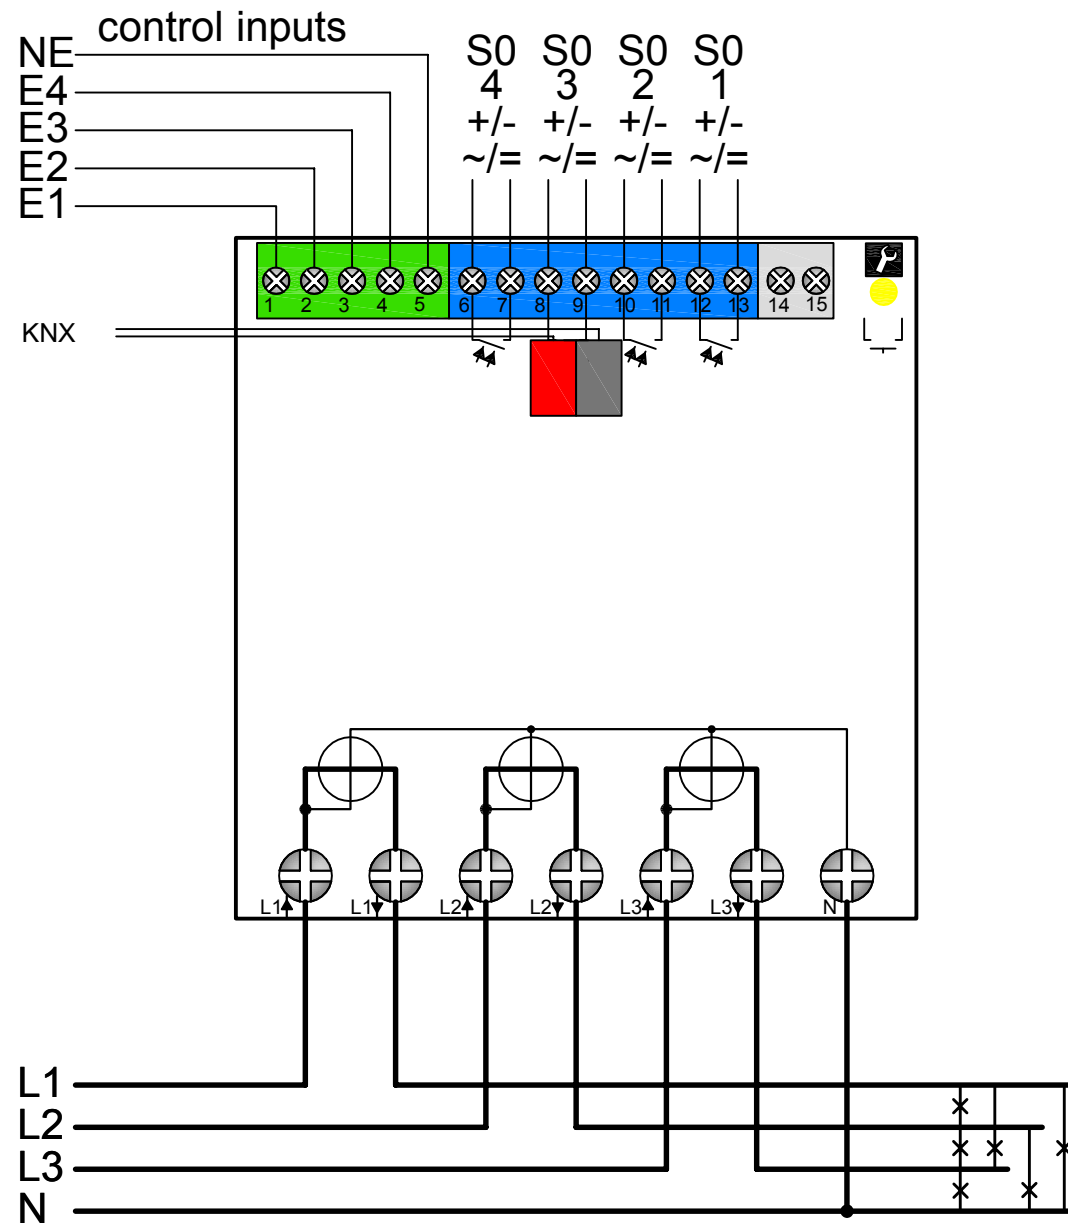 control inputs
NE
E4
E3
E2
E1
S0 S0 S0 S0
4 3 2 1
+/- +/- +/- +/-
~/= ~/= ~/= ~/=
1 2 3 4 5 6 7 8 9 10 11 12 13 14 15
KNX
L1 L1 L2 L2 L3 L3 N
L1
L2
L3
N